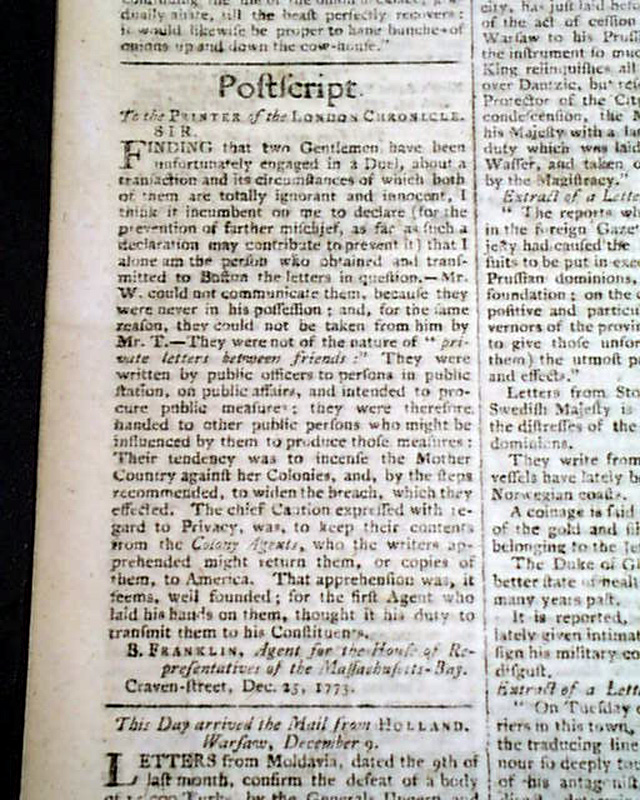 dually abate, till the beast perfectly recovers:
it would likewise be proper to hang bunches of
onions up and down the cow-house."
Poſtſcript.
To the PRINTER of the LONDON CHRONICLE.
SIR,
FINDING that two Gentlemen have been
unfortunately engaged in a Duel, about a
tranſaction and its circumſtances of which both
of them are totally ignorant and innocent, I
think it incumbent on me to declare (for the
prevention of farther miſchief, as far as ſuch a
declaration may contribute to prevent it) that I
alone am the perſon who obtained and tranſ-
mitted to Boſton the letters in queſtion.—Mr.
W. could not communicate them, becauſe they
were never in his poſſeſſion; and, for the ſame
reaſon, they could not be taken from him by
Mr. T.—They were not of the nature of "pri-
vate letters between friends:" They were
written by public officers to perſons in public
ſtation, on public affairs, and intended to pro-
cure public meaſures; they were therefore
handed to other public perſons who might be
influenced by them to produce thoſe meaſures:
Their tendency was to incenſe the Mother
Country againſt her Colonies, and, by the ſteps
recommended, to widen the breach, which they
effected. The chief Caution expreſſed with re-
gard to Privacy, was, to keep their contents
from the Colony Agents, who the writers ap-
prehended might return them, or copies of
them, to America. That apprehenſion was, it
ſeems, well founded; for the firſt Agent who
laid his hands on them, thought it his duty to
tranſmit them to his Conſtituents.
B. FRANKLIN, Agent for the Houſe of Re-
preſentatives of the Maſſachuſetts-Bay.
Craven-ſtreet, Dec. 25, 1773.
This Day arrived the Mail from HOLLAND.
Warſaw, December 9.
LETTERS from Moldavia, dated the 9th of
laſt month, confirm the defeat of a body
city, has juſt laid be
of the act of ceſſion
Warſaw to his Pruſſ
the inſtrument ſo muc
King relinquiſhes all
over Dantzic, but
Protector of the Cit
condeſcenſion, the M
his Majeſty with a la
duty which was laid
Waſſer, and taken o
by the Magiſtracy."
Extract of a Lette
" The reports w
in the foreign Gaze
jeſty had cauſed the
ſuits to be put in exec
Pruſſian dominions,
foundation; on the c
poſitive and particu
vernors of the provin
to give thoſe unfor
them) the utmoſt p
and effects."
Letters from Sto
Swediſh Majeſty is
the diſtreſſes of the
dominions.
They write from
veſſels have lately b
Norwegian coaſts.
A coinage is ſaid
of the gold and ſil
belonging to the Je
The Duke of Gl
better ſtate of heal
many years paſt.
It is reported,
lately given intimat
ſign his military co
diſguſt.
Extract of a Lett
" On Tueſday
riers in this town,
the traducing line
nour ſo deeply tou
of his antagoniſt